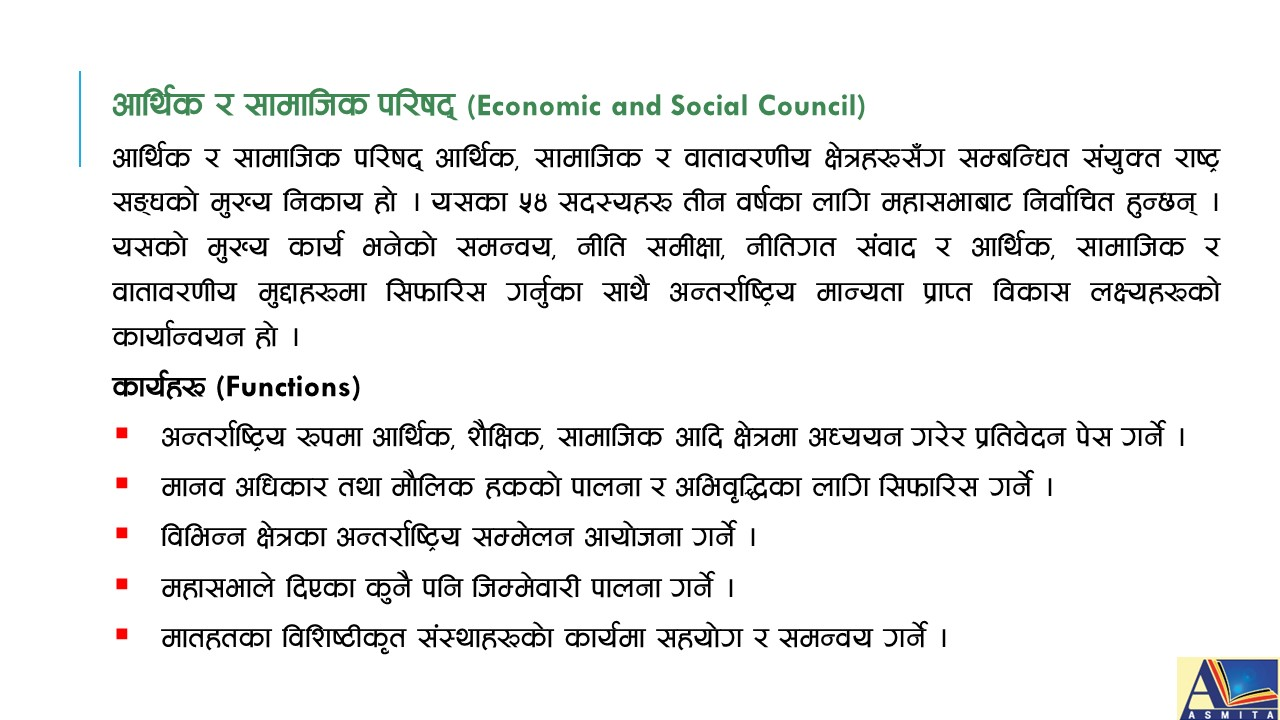 आर्थिक र सामाजिक परिषद् (Economic and Social Council)
आर्थिक र सामाजिक परिषद् आर्थिक, सामाजिक र वातावरणीय क्षेत्रहरूसँग सम्बन्धित संयुक्त राष्ट्र
सङ्घको मुख्य निकाय हो । यसका ५४ सदस्यहरू तीन वर्षका लागि महासभाबाट निर्वाचित हुन्छन् ।
यसको मुख्य कार्य भनेको समन्वय, नीति समीक्षा, नीतिगत संवाद र आर्थिक, सामाजिक र
वातावरणीय मुद्दाहरूमा सिफारिस गर्नुका साथै अन्तर्राष्ट्रिय मान्यता प्राप्त विकास लक्ष्यहरूको
कार्यान्वयन हो ।
कार्यहरू (Functions)
▪ अन्तर्राष्ट्रिय रुपमा आर्थिक, शैक्षिक, सामाजिक आदि क्षेत्रमा अध्ययन गरेर प्रतिवेदन पेस गर्ने ।
▪ मानव अधिकार तथा मौलिक हकको पालना र अभिवृद्धिका लागि सिफारिस गर्ने ।
▪ विभिन्न क्षेत्रका अन्तर्राष्ट्रिय सम्मेलन आयोजना गर्ने ।
▪ महासभाले दिएका कुनै पनि जिम्मेवारी पालना गर्ने ।
▪ मातहतका विशिष्टीकृत संस्थाहरूको कार्यमा सहयोग र समन्वय गर्ने ।
ASMITA